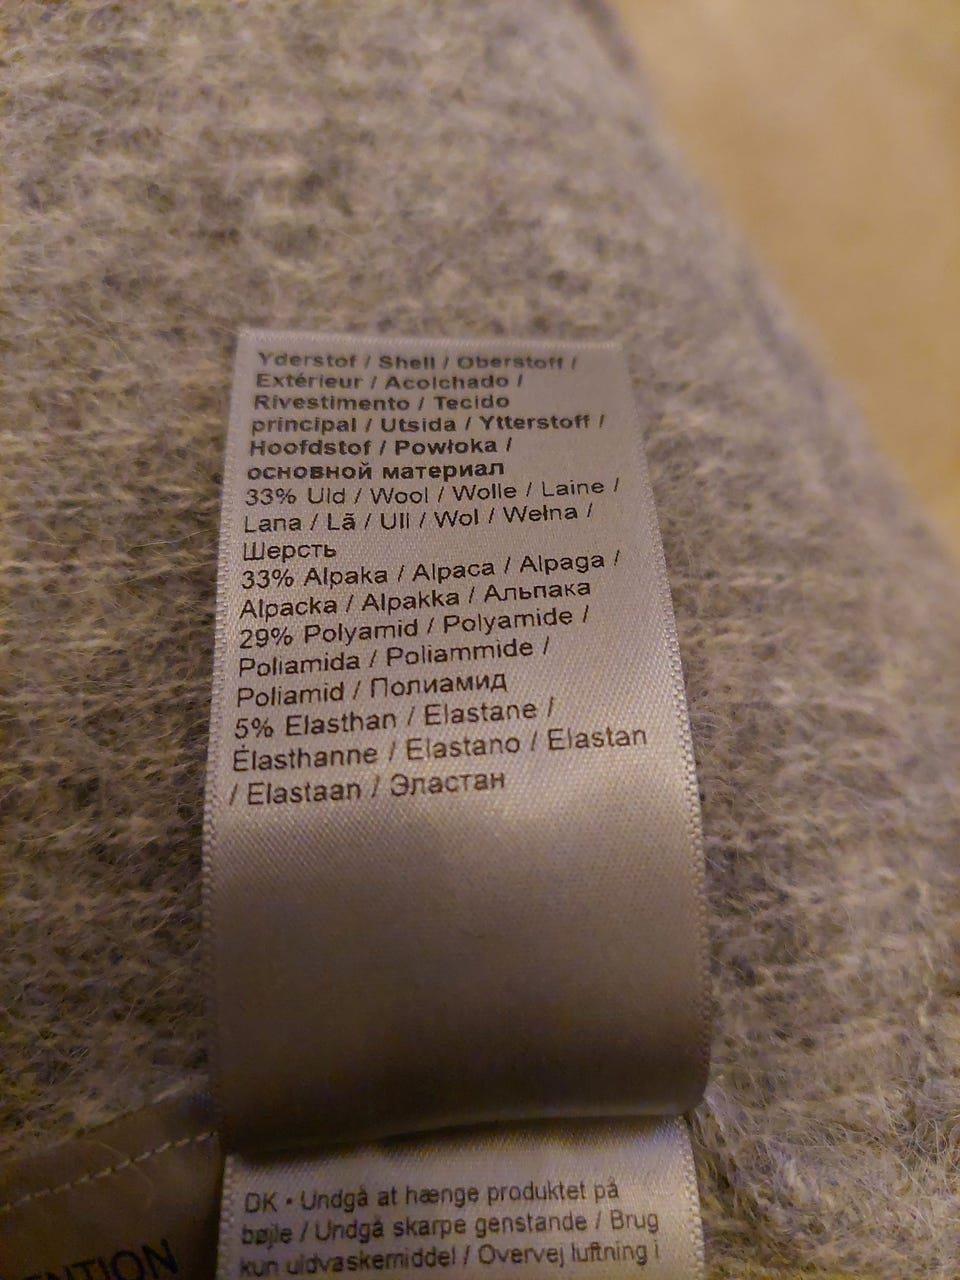 Yderstof / Shell / Oberstoff /
Extérieur / Acolchado /
Rivestimento / Tecido
principal / Utsida / Ytterstoff /
Hoofdstof / Powłoka /
основной материал
33% Uld / Wool / Wolle / Laine /
Lana / Lã / Ull / Wol / Wełna /
Шерсть
33% Alpaka / Alpaca / Alpaga /
Alpacka / Alpakka / Альпака
29% Polyamid / Polyamide /
Poliamida / Poliammide /
Poliamid / Полиамид
5% Elasthan / Elastane /
Élasthanne / Elastano / Elastan
/ Elastaan / Эластан
DK • Undgå at hænge produktet på
bøjle / Undgå skarpe genstande / Brug
kun uldvaskemiddel / Overvej luftning i
ENTION